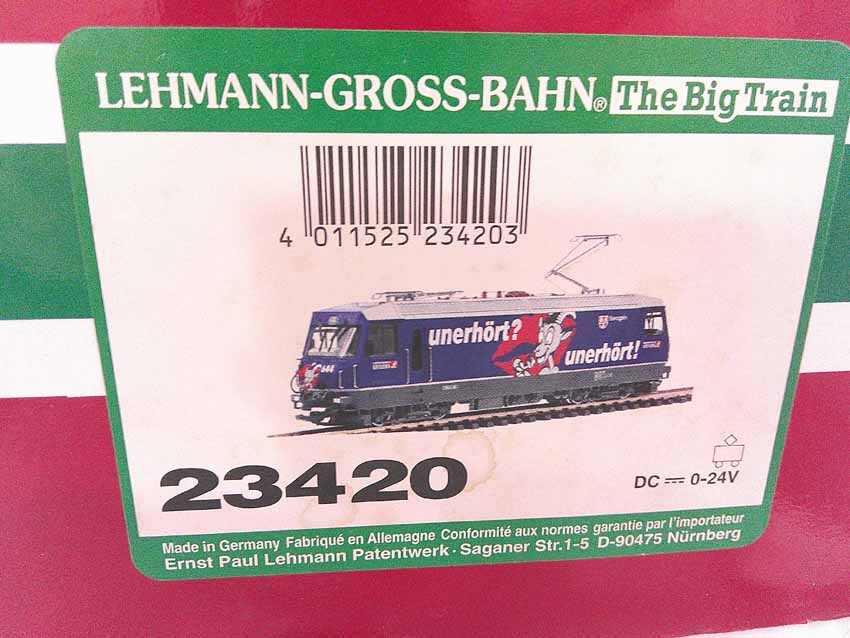 LEHMANN-GROSS-BAHN® The Big Train
4 011525 234203
unerhört?
unerhört!
644
23420
DC ⎓ 0-24V
Made in Germany Fabriqué en Allemagne Conformité aux normes garantie par l'importateur
Ernst Paul Lehmann Patentwerk · Saganer Str.1-5 D-90475 Nürnberg